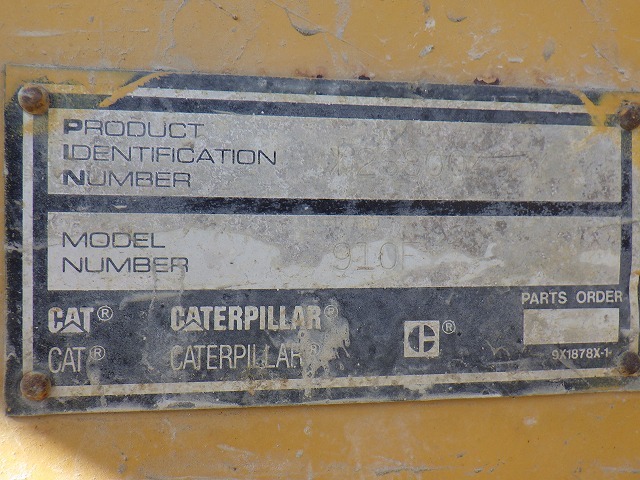 PRODUCT
IDENTIFICATION
NUMBER
MODEL
NUMBER
910F
PARTS ORDER
CAT® CATERPILLAR® ®
CAT® CATERPILLAR®
9X1878X-1